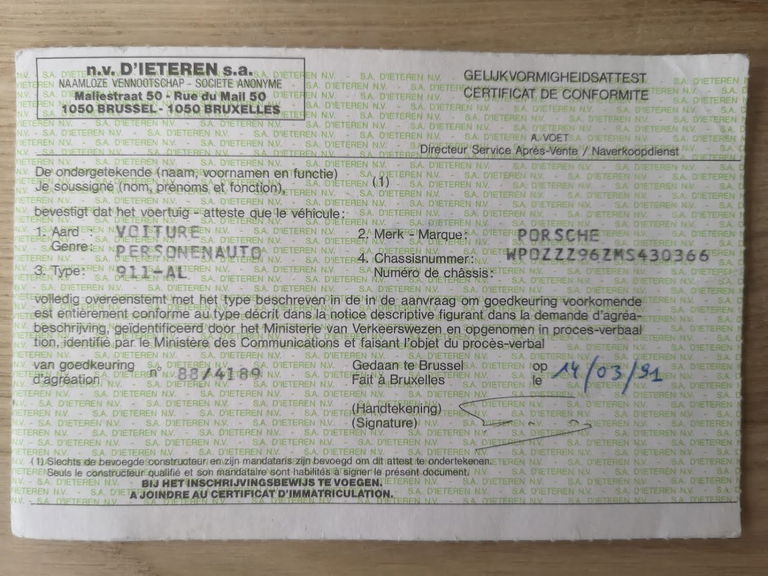 n.v. D'IETEREN s.a.
NAAMLOZE VENNOOTSCHAP - SOCIETE ANONYME
Maliestraat 50 - Rue du Mail 50
1050 BRUSSEL - 1050 BRUXELLES
GELIJKVORMIGHEIDSATTEST
CERTIFICAT DE CONFORMITE
A. VOET
Directeur Service Après-Vente / Naverkoopdienst
De ondergetekende (naam, voornamen en functie)
Je soussigne (nom, prénoms et fonction),
(1)
bevestigt dat het voertuig - atteste que le véhicule:
1. Aard : VOITURE
Genre: PERSONENAUTO
2. Merk - Marque: PORSCHE
3. Type: 911-AL
4. Chassisnummer: WPOZZZ96ZMS430366
Numéro de châssis:
volledig overeenstemt met het type beschreven in de in de aanvraag om goedkeuring voorkomende
est entièrement conforme au type décrit dans la notice descriptive figurant dans la demande d'agréa-
beschrijving, geïdentificeerd door het Ministerie van Verkeerswezen en opgenomen in proces-verbaal
tion, identifié par le Ministère des Communications et faisant l'objet du procès-verbal
van goedkeuring
d'agréation
n° 88/4189
Gedaan te Brussel
Fait à Bruxelles
op
le 14/03/91
(Handtekening)
(Signature)
(1) Slechts de bevoegde constructeur en zijn mandataris zijn bevoegd om dit attest te ondertekenen.
Seuls le constructeur qualifié et son mandataire sont habilités à signer le présent document.
BIJ HET INSCHRIJVINGSBEWIJS TE VOEGEN.
A JOINDRE AU CERTIFICAT D'IMMATRICULATION.